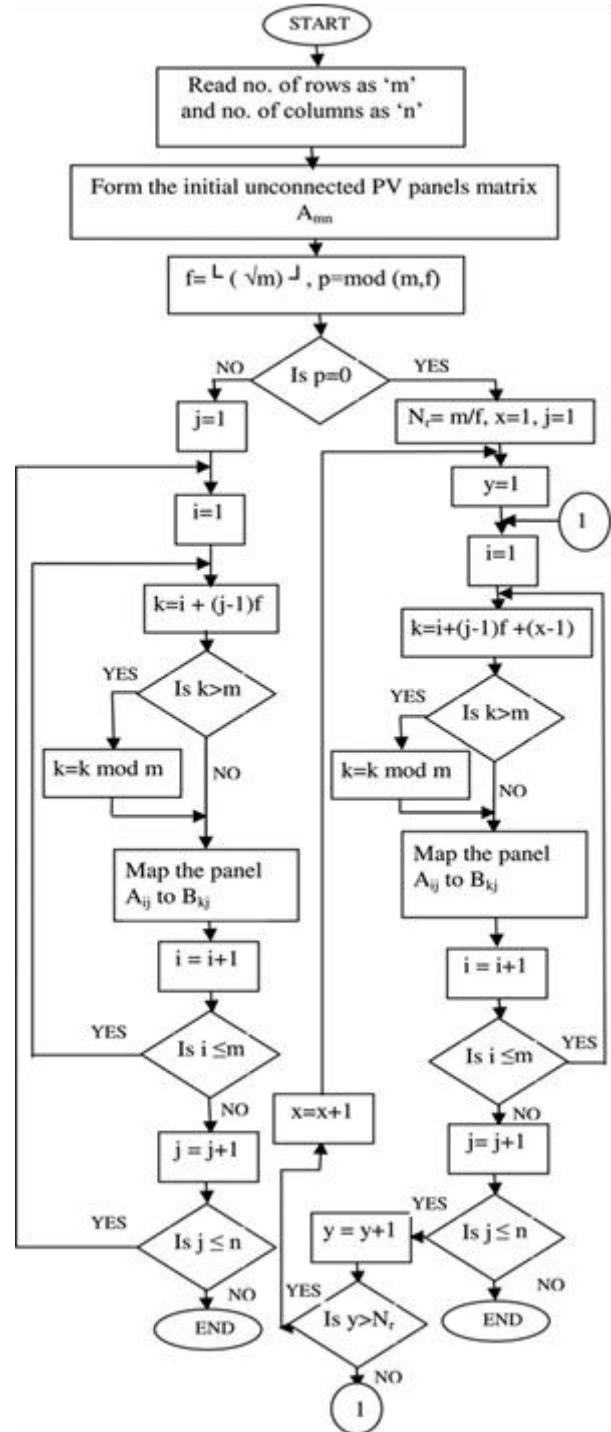 START
Read no. of rows as ‘m’
and no. of columns as ‘n’
Form the initial unconnected PV panels matrix
Aₘₙ
f= └ ( √m) ┘, p=mod (m,f)
Is p=0
NO
YES
j=1
i=1
k=i + (j-1)f
Is k>m
YES
NO
k=k mod m
Map the panel
Aᵢⱼ to Bₖⱼ
i = i+1
Is i ≤m
YES
NO
j = j+1
Is j ≤ n
YES
NO
END
Nᵣ= m/f, x=1, j=1
y=1
1
i=1
k=i+(j-1)f +(x-1)
Is k>m
YES
NO
k=k mod m
Map the panel
Aᵢⱼ to Bₖⱼ
i = i+1
Is i ≤m
YES
NO
j= j+1
Is j ≤ n
YES
NO
END
y = y+1
Is y>Nᵣ
YES
NO
x=x+1
1